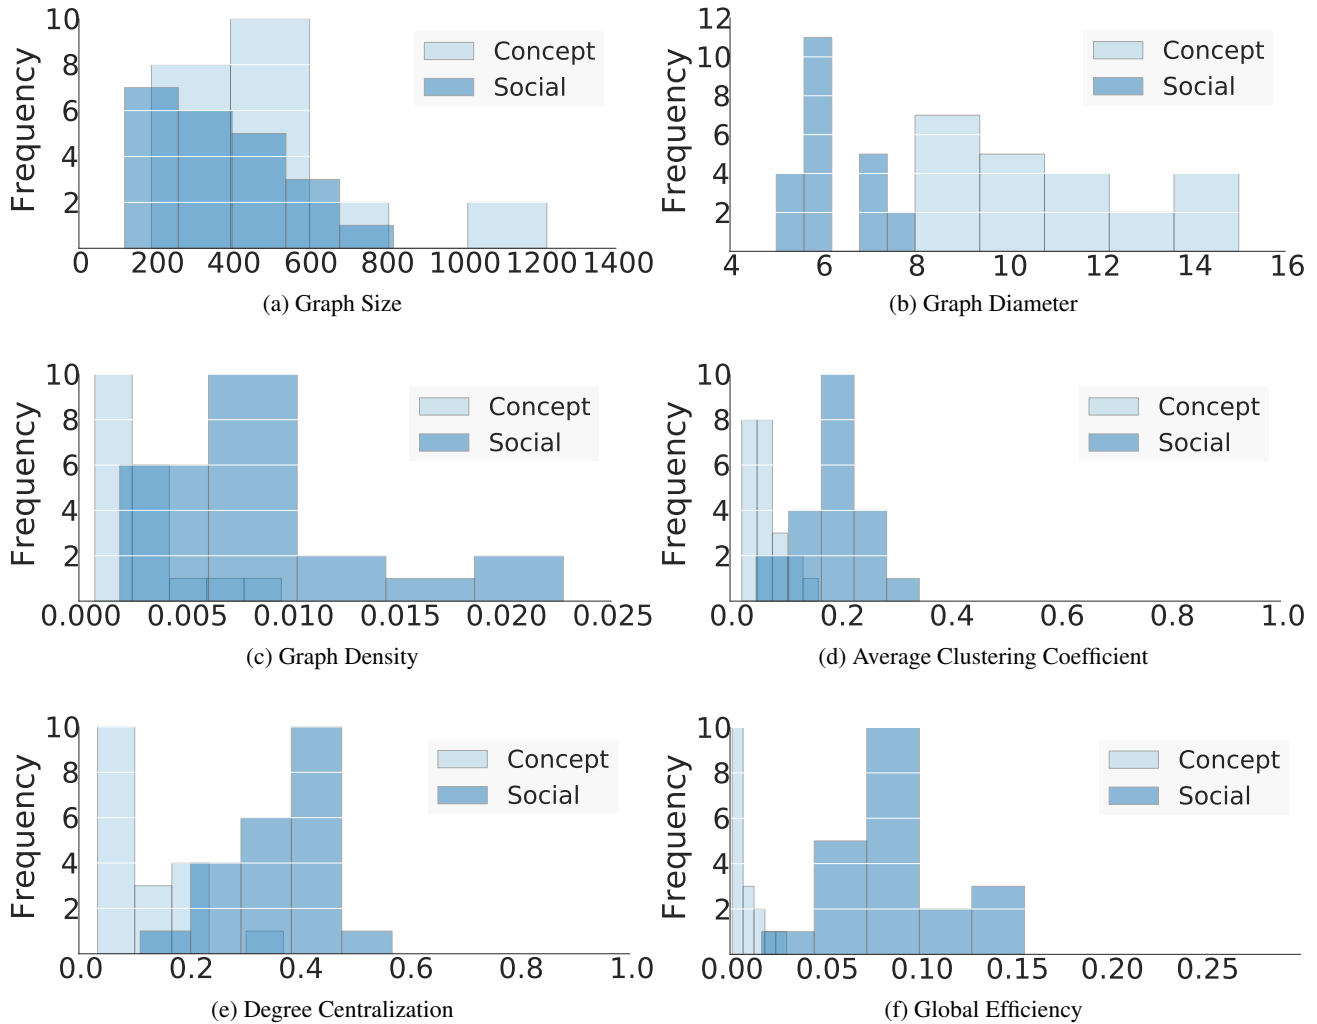 Frequency
10
8
6
4
2
0 200 400 600 800 1000 1200 1400
Concept
Social
(a) Graph Size
Frequency
12
10
8
6
4
2
4 6 8 10 12 14 16
Concept
Social
(b) Graph Diameter
Frequency
10
8
6
4
2
0.000 0.005 0.010 0.015 0.020 0.025
Concept
Social
(c) Graph Density
Frequency
10
8
6
4
2
0.0 0.2 0.4 0.6 0.8 1.0
Concept
Social
(d) Average Clustering Coefficient
Frequency
10
8
6
4
2
0.0 0.2 0.4 0.6 0.8 1.0
Concept
Social
(e) Degree Centralization
Frequency
10
8
6
4
2
0.00 0.05 0.10 0.15 0.20 0.25
Concept
Social
(f) Global Efficiency